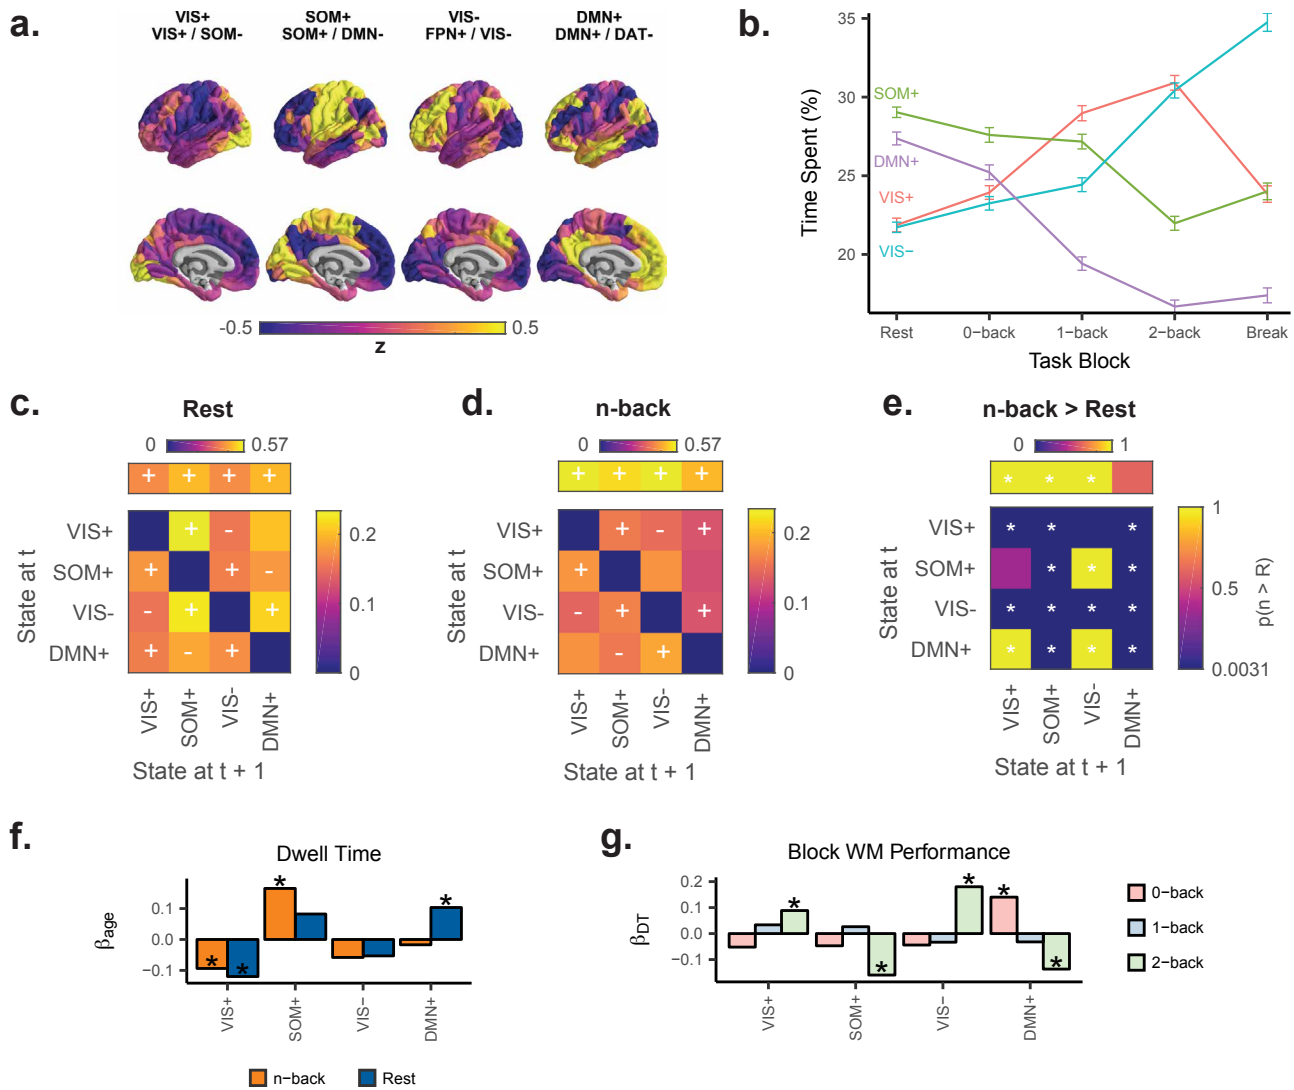 a.
VIS+
VIS+ / SOM-
SOM+
SOM+ / DMN-
VIS-
FPN+ / VIS-
DMN+
DMN+ / DAT-
-0.5
0.5
z
b.
Time Spent (%)
35
30
25
20
SOM+
DMN+
VIS+
VIS−
Rest
0−back
1−back
2−back
Break
Task Block
c.
Rest
0
0.57
+ + + +
State at t
VIS+
+ -
SOM+
+ + -
VIS-
- + +
DMN+
+ - +
0.2
0.1
0
VIS+
SOM+
VIS-
DMN+
State at t + 1
d.
n-back
0
0.57
+ + + +
State at t
VIS+
+ - +
SOM+
+
VIS-
- + +
DMN+
- +
0.2
0.1
0
VIS+
SOM+
VIS-
DMN+
State at t + 1
e.
n-back > Rest
0
1
* * *
State at t
VIS+
* * *
SOM+
* * *
VIS-
* * * *
DMN+
* * * *
1
0.5
0.0031
p(n > R)
VIS+
SOM+
VIS-
DMN+
State at t + 1
f.
Dwell Time
βage
0.1
0.0
−0.1
* * * *
VIS+
SOM+
VIS−
DMN+
n−back
Rest
g.
Block WM Performance
βDT
0.2
0.1
0.0
−0.1
* * * * *
VIS+
SOM+
VIS−
DMN+
0−back
1−back
2−back